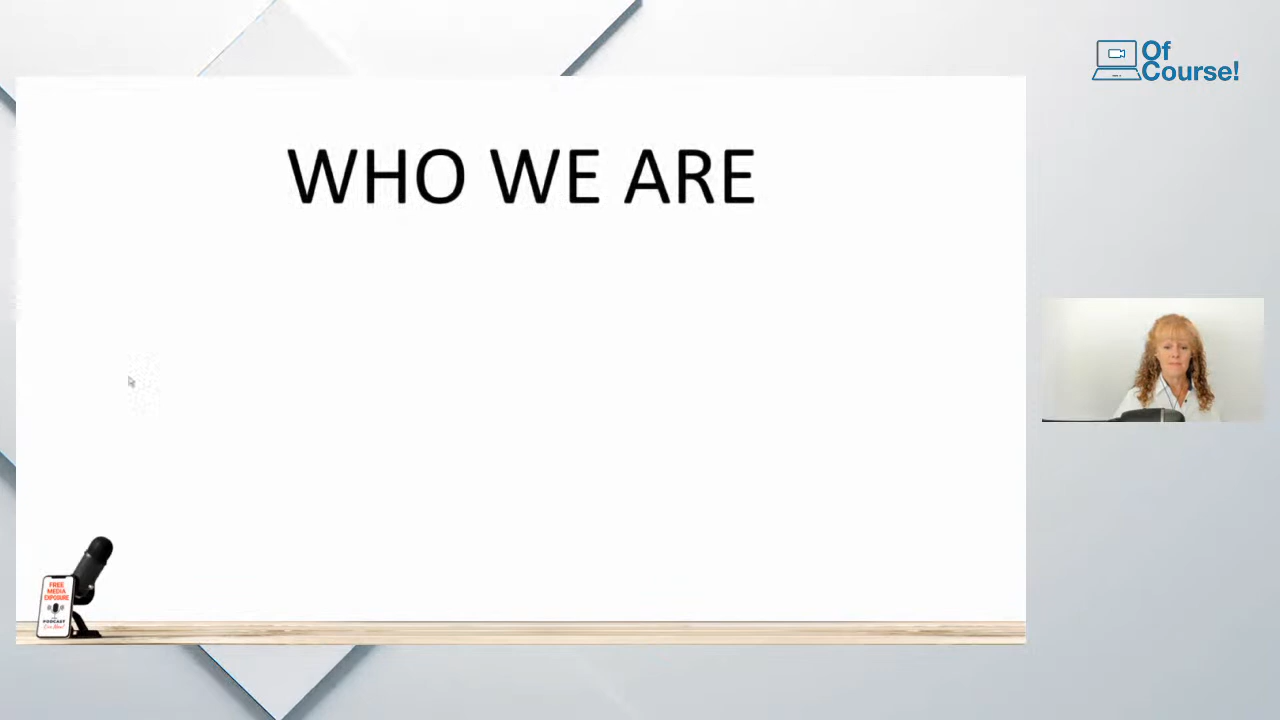 Of
Course!
WHO WE ARE
FREE
MEDIA
EXPOSURE
PODCAST